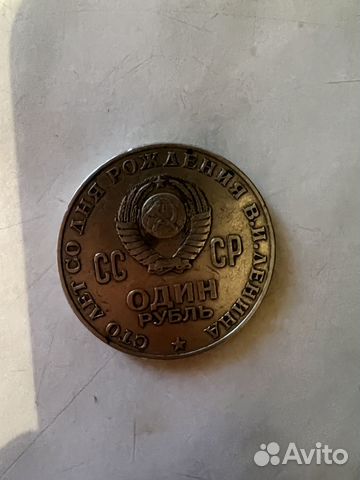 СТО ЛЕТ СО ДНЯ РОЖДЕНИЯ В.И.ЛЕНИНА
СС СР
ОДИН
РУБЛЬ
Avito